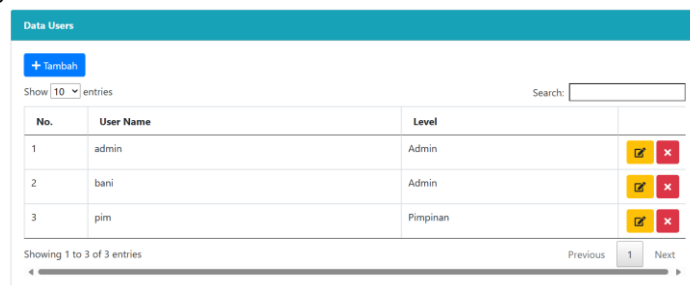 Data Users
+ Tambah
Show 10 entries Search:
No. User Name Level
1 admin Admin
2 bani Admin
3 pim Pimpinan
Showing 1 to 3 of 3 entries Previous 1 Next